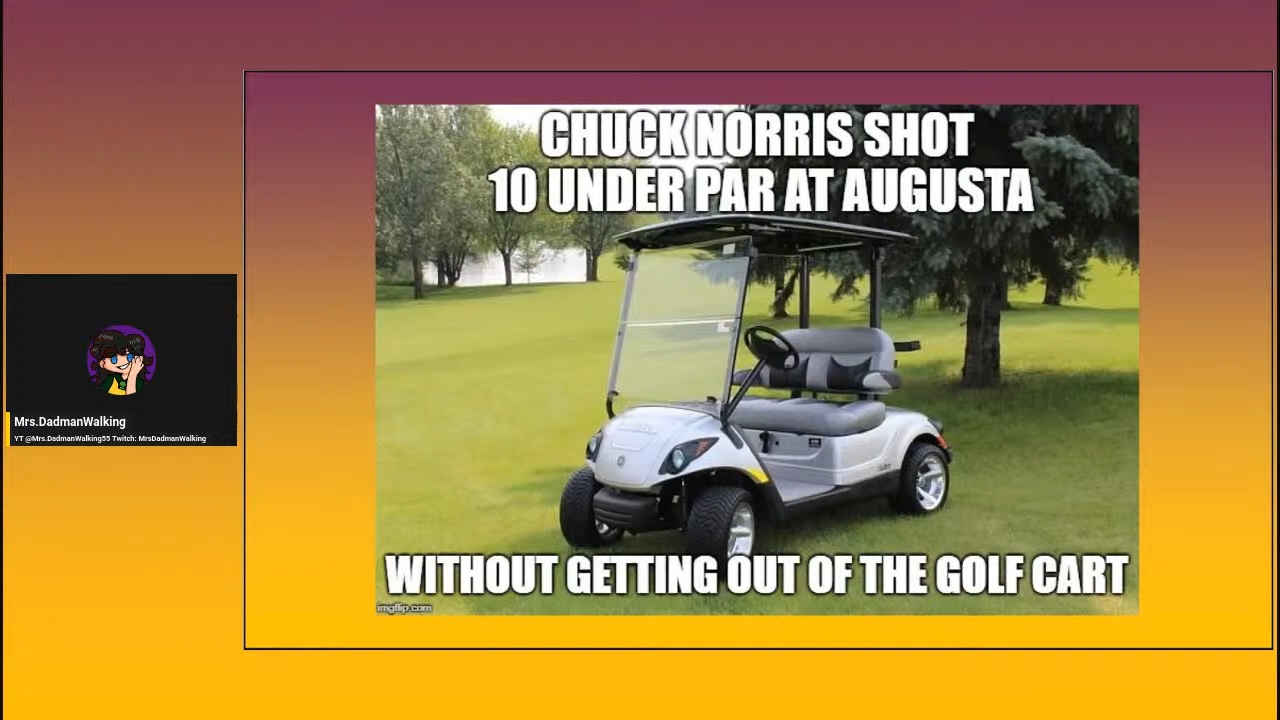 CHUCK NORRIS SHOT
10 UNDER PAR AT AUGUSTA
WITHOUT GETTING OUT OF THE GOLF CART
imgflip.com
Mrs.DadmanWalking
YT @Mrs.DadmanWalking55 Twitch: MrsDadmanWalking